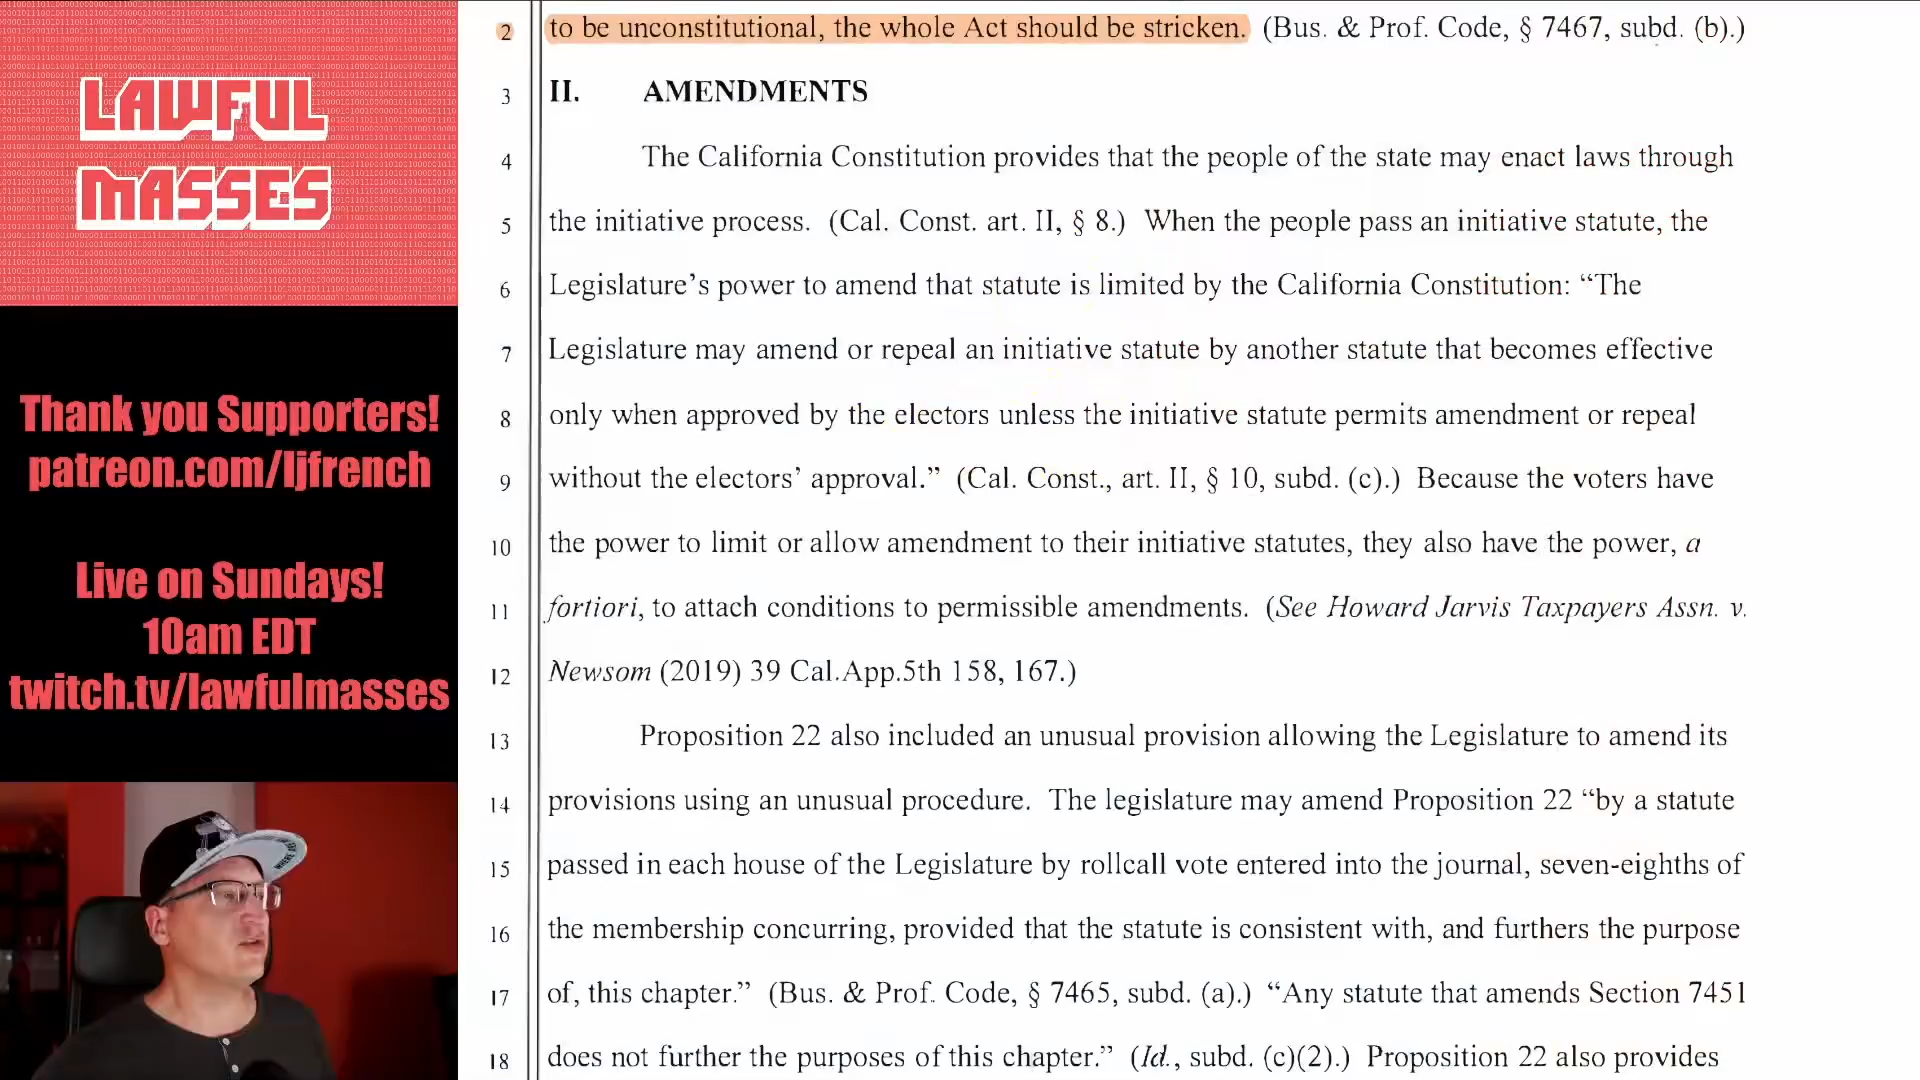 LAWFUL
MASSES
Thank you Supporters!
patreon.com/ljfrench
Live on Sundays!
10am EDT
twitch.tv/lawfulmasses
2 to be unconstitutional, the whole Act should be stricken. (Bus. & Prof. Code, § 7467, subd. (b).)
3 II. AMENDMENTS
4 The California Constitution provides that the people of the state may enact laws through
5 the initiative process. (Cal. Const. art. II, § 8.) When the people pass an initiative statute, the
6 Legislature’s power to amend that statute is limited by the California Constitution: “The
7 Legislature may amend or repeal an initiative statute by another statute that becomes effective
8 only when approved by the electors unless the initiative statute permits amendment or repeal
9 without the electors’ approval.” (Cal. Const., art. II, § 10, subd. (c).) Because the voters have
10 the power to limit or allow amendment to their initiative statutes, they also have the power, a
11 fortiori, to attach conditions to permissible amendments. (See Howard Jarvis Taxpayers Assn. v.
12 Newsom (2019) 39 Cal.App.5th 158, 167.)
13 Proposition 22 also included an unusual provision allowing the Legislature to amend its
14 provisions using an unusual procedure. The legislature may amend Proposition 22 “by a statute
15 passed in each house of the Legislature by rollcall vote entered into the journal, seven-eighths of
16 the membership concurring, provided that the statute is consistent with, and furthers the purpose
17 of, this chapter.” (Bus. & Prof. Code, § 7465, subd. (a).) “Any statute that amends Section 7451
18 does not further the purposes of this chapter.” (Id., subd. (c)(2).) Proposition 22 also provides